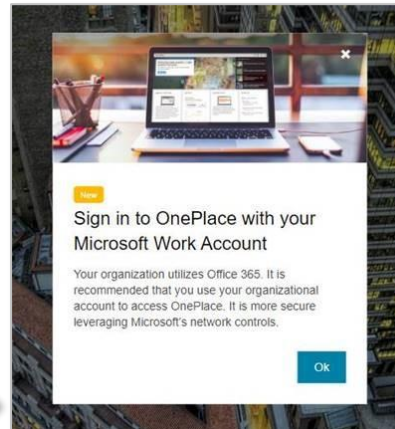 New
Sign in to OnePlace with your
Microsoft Work Account
Your organization utilizes Office 365. It is
recommended that you use your organizational
account to access OnePlace. It is more secure
leveraging Microsoft's network controls.
Ok